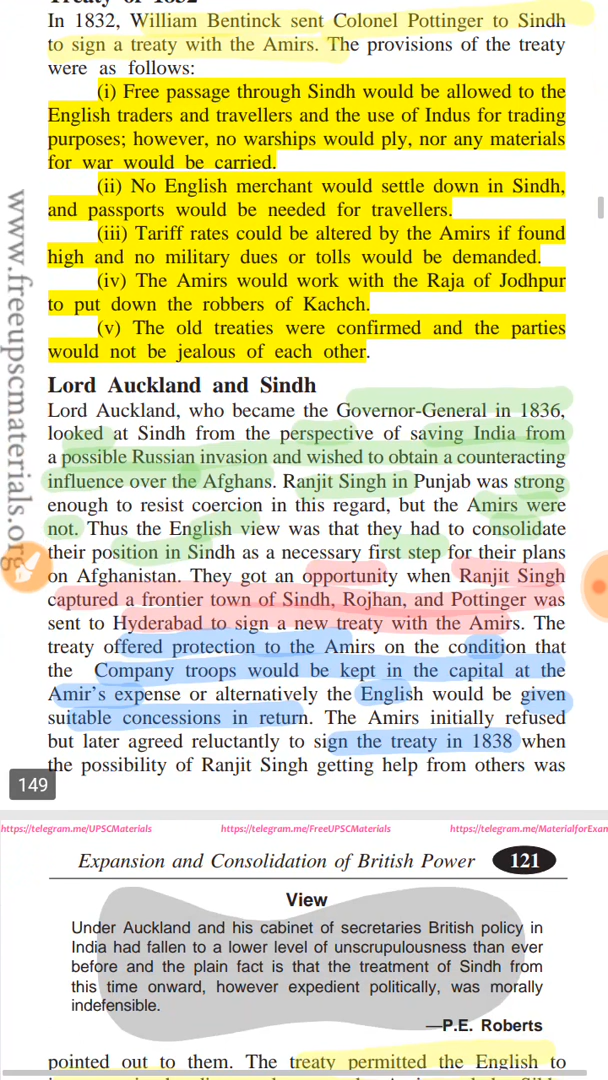 Treaty of 1832
In 1832, William Bentinck sent Colonel Pottinger to Sindh
to sign a treaty with the Amirs. The provisions of the treaty
were as follows:
(i) Free passage through Sindh would be allowed to the
English traders and travellers and the use of Indus for trading
purposes; however, no warships would ply, nor any materials
for war would be carried.
(ii) No English merchant would settle down in Sindh,
and passports would be needed for travellers.
(iii) Tariff rates could be altered by the Amirs if found
high and no military dues or tolls would be demanded.
(iv) The Amirs would work with the Raja of Jodhpur
to put down the robbers of Kachch.
(v) The old treaties were confirmed and the parties
would not be jealous of each other.
Lord Auckland and Sindh
Lord Auckland, who became the Governor-General in 1836,
looked at Sindh from the perspective of saving India from
a possible Russian invasion and wished to obtain a counteracting
influence over the Afghans. Ranjit Singh in Punjab was strong
enough to resist coercion in this regard, but the Amirs were
not. Thus the English view was that they had to consolidate
their position in Sindh as a necessary first step for their plans
on Afghanistan. They got an opportunity when Ranjit Singh
captured a frontier town of Sindh, Rojhan, and Pottinger was
sent to Hyderabad to sign a new treaty with the Amirs. The
treaty offered protection to the Amirs on the condition that
the Company troops would be kept in the capital at the
Amir's expense or alternatively the English would be given
suitable concessions in return. The Amirs initially refused
but later agreed reluctantly to sign the treaty in 1838 when
the possibility of Ranjit Singh getting help from others was
www.freeupscmaterials.org
149
https://telegram.me/UPSCMaterials https://telegram.me/FreeUPSCMaterials https://telegram.me/MaterialforExam
Expansion and Consolidation of British Power 121
View
Under Auckland and his cabinet of secretaries British policy in
India had fallen to a lower level of unscrupulousness than ever
before and the plain fact is that the treatment of Sindh from
this time onward, however expedient politically, was morally
indefensible.
—P.E. Roberts
pointed out to them. The treaty permitted the English to